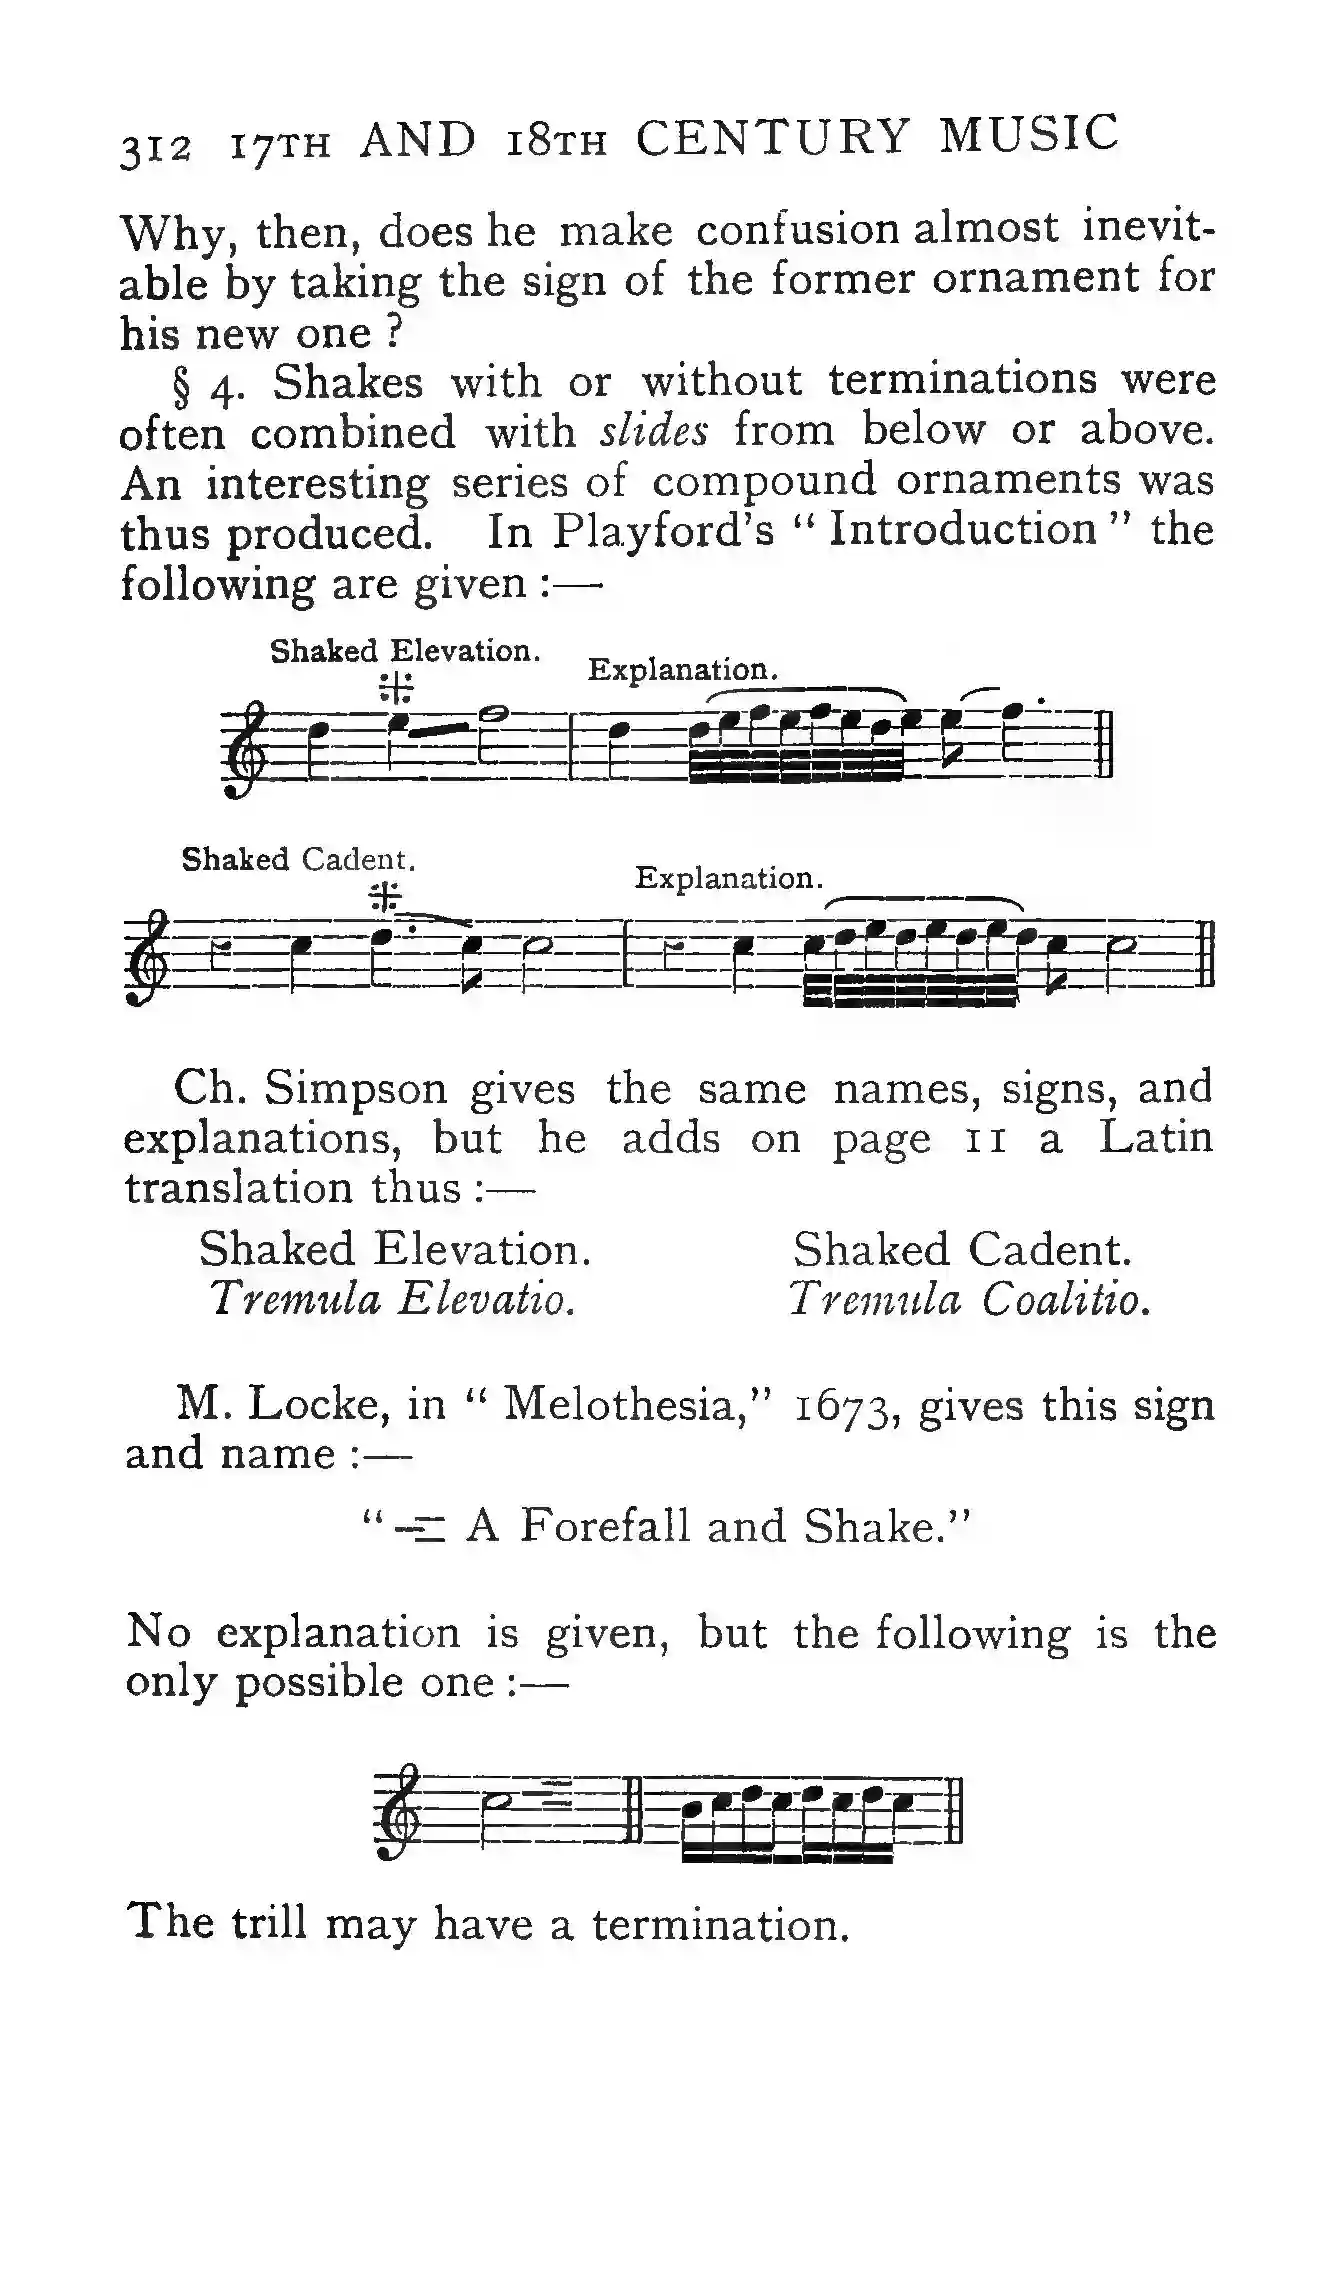 312 17TH AND 18TH CENTURY MUSIC
Why, then, does he make confusion almost inevit-
able by taking the sign of the former ornament for
his new one ?
§ 4. Shakes with or without terminations were
often combined with slides from below or above.
An interesting series of compound ornaments was
thus produced. In Playford's “ Introduction ” the
following are given :—
Shaked Elevation. Explanation.
Shaked Cadent. Explanation.
Ch. Simpson gives the same names, signs, and
explanations, but he adds on page 11 a Latin
translation thus :—
Shaked Elevation. Shaked Cadent.
Tremula Elevatio. Tremula Coalitio.
M. Locke, in “ Melothesia,” 1673, gives this sign
and name :—
“ A Forefall and Shake.”
No explanation is given, but the following is the
only possible one :—
The trill may have a termination.